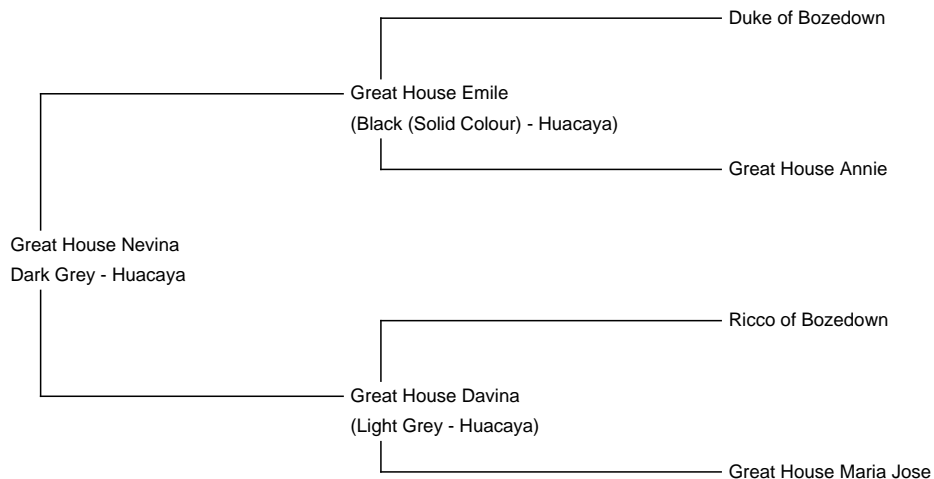 Duke of Bozedown
Great House Emile
(Black (Solid Colour) - Huacaya)
Great House Annie
Great House Nevina
Dark Grey - Huacaya
Ricco of Bozedown
Great House Davina
(Light Grey - Huacaya)
Great House Maria Jose